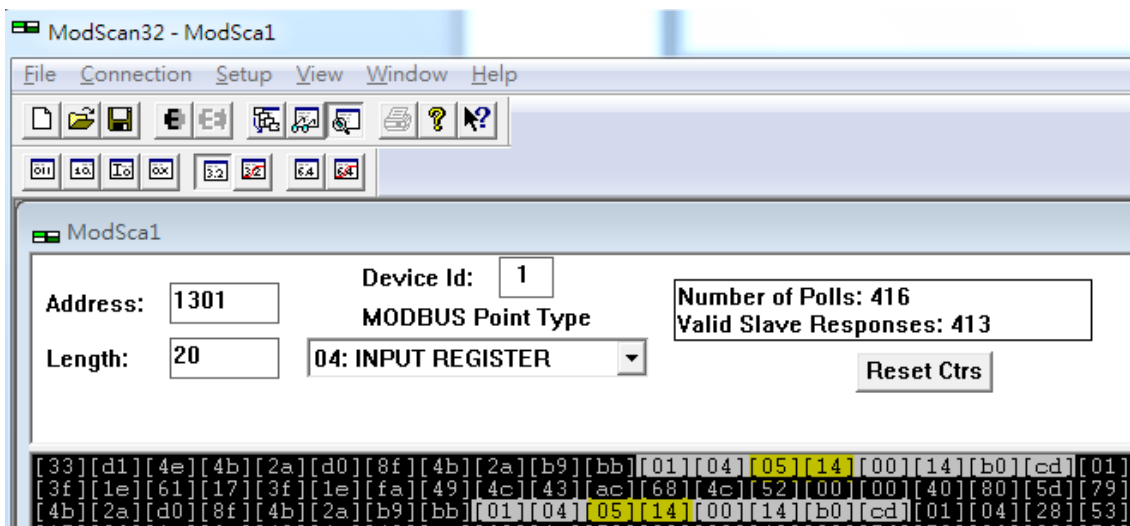 ModScan32 - ModSca1
File Connection Setup View Window Help
ModSca1
Address: 1301
Device Id: 1
Number of Polls: 416
Valid Slave Responses: 413
MODBUS Point Type
Length: 20
04: INPUT REGISTER
Reset Ctrs
[33][d1][4e][4b][2a][d0][8f][4b][2a][b9][bb][01][04][05][14][00][14][b0][cd][01]
[3f][1e][61][17][3f][1e][fa][49][4c][43][ac][68][4c][52][00][00][40][80][5d][79]
[4b][2a][d0][8f][4b][2a][b9][bb][01][04][05][14][00][14][b0][cd][01][04][28][53]